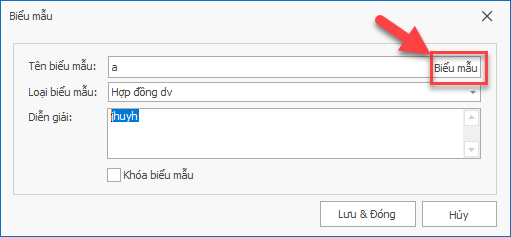 Biểu mẫu
Tên biểu mẫu: a Biểu mẫu
Loại biểu mẫu: Hợp đồng dv
Diễn giải: jhuyh
Khóa biểu mẫu
Lưu & Đóng Hủy